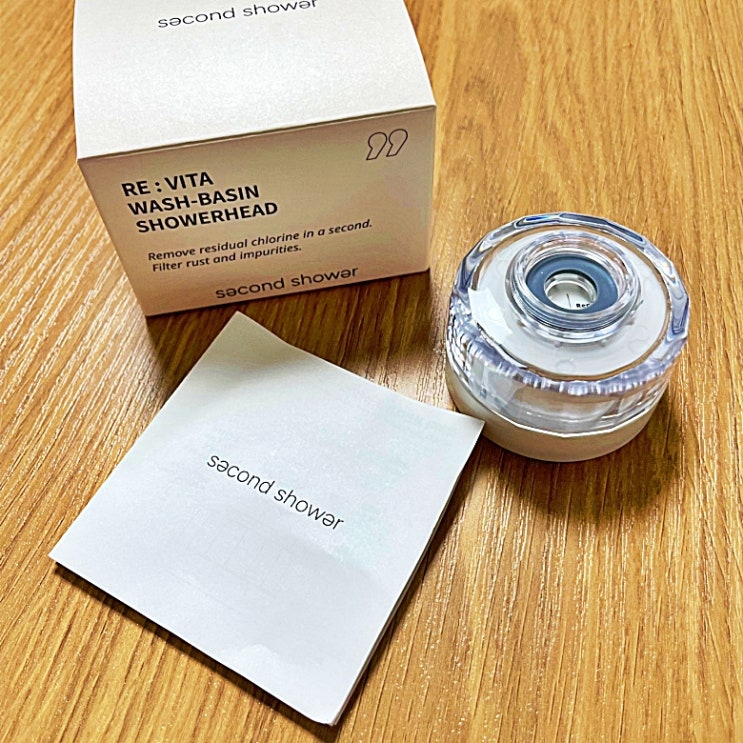 səcond showər
RE : VITA
WASH-BASIN
SHOWERHEAD
Remove residual chlorine in a second.
Filter rust and impurities.
səcond showər
səcond showər